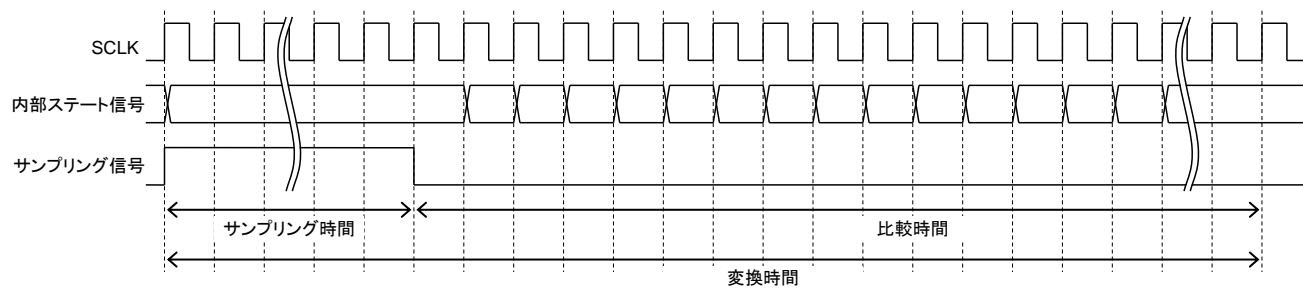 SCLK
内部ステート信号
サンプリング信号
サンプリング時間
比較時間
変換時間